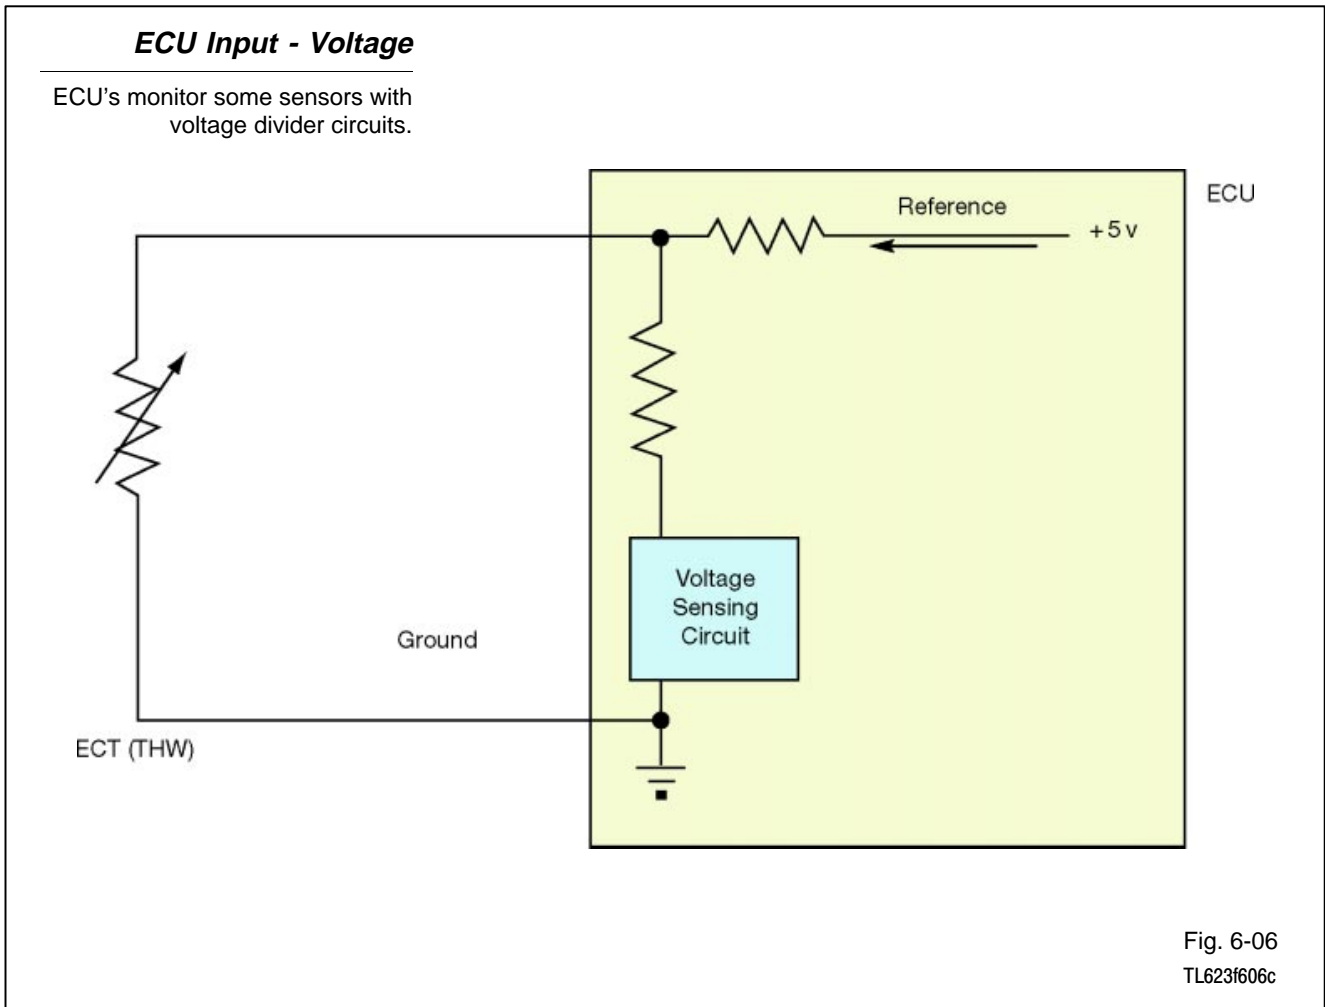 ECU Input - Voltage
ECU's monitor some sensors with
voltage divider circuits.
ECU
Reference
+5 v
Voltage
Sensing
Circuit
Ground
ECT (THW)
Fig. 6-06
TL623f606c